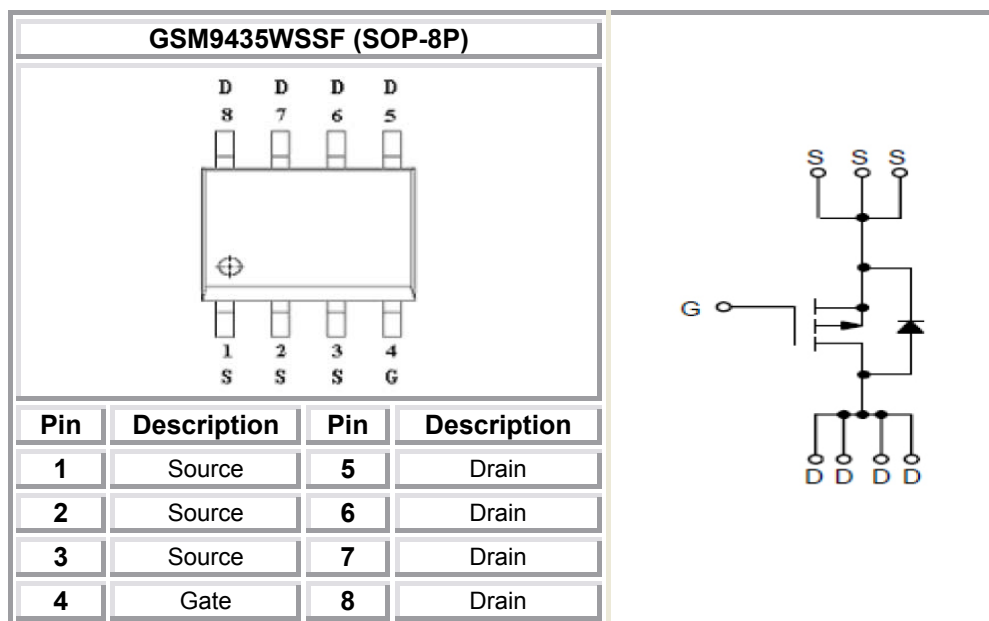 GSM9435WSSF (SOP-8P)
D D D D
8 7 6 5
1 2 3 4
S S S G
Pin Description Pin Description
1 Source 5 Drain
2 Source 6 Drain
3 Source 7 Drain
4 Gate 8 Drain
S S S
G
D D D D